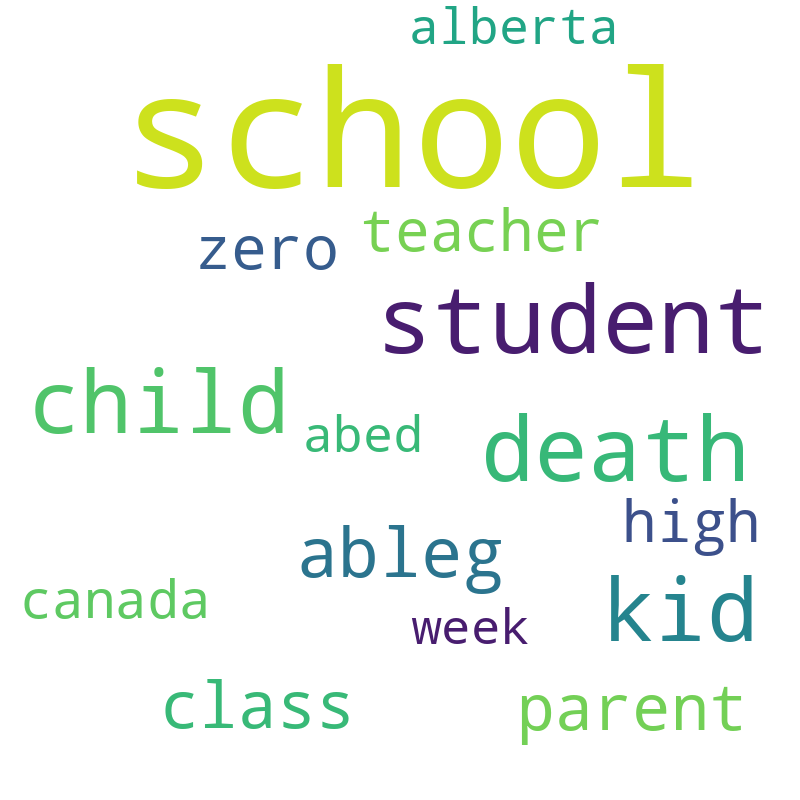 alberta
school
zero teacher
student
child
abed death
high
ableg
canada kid
week
class parent